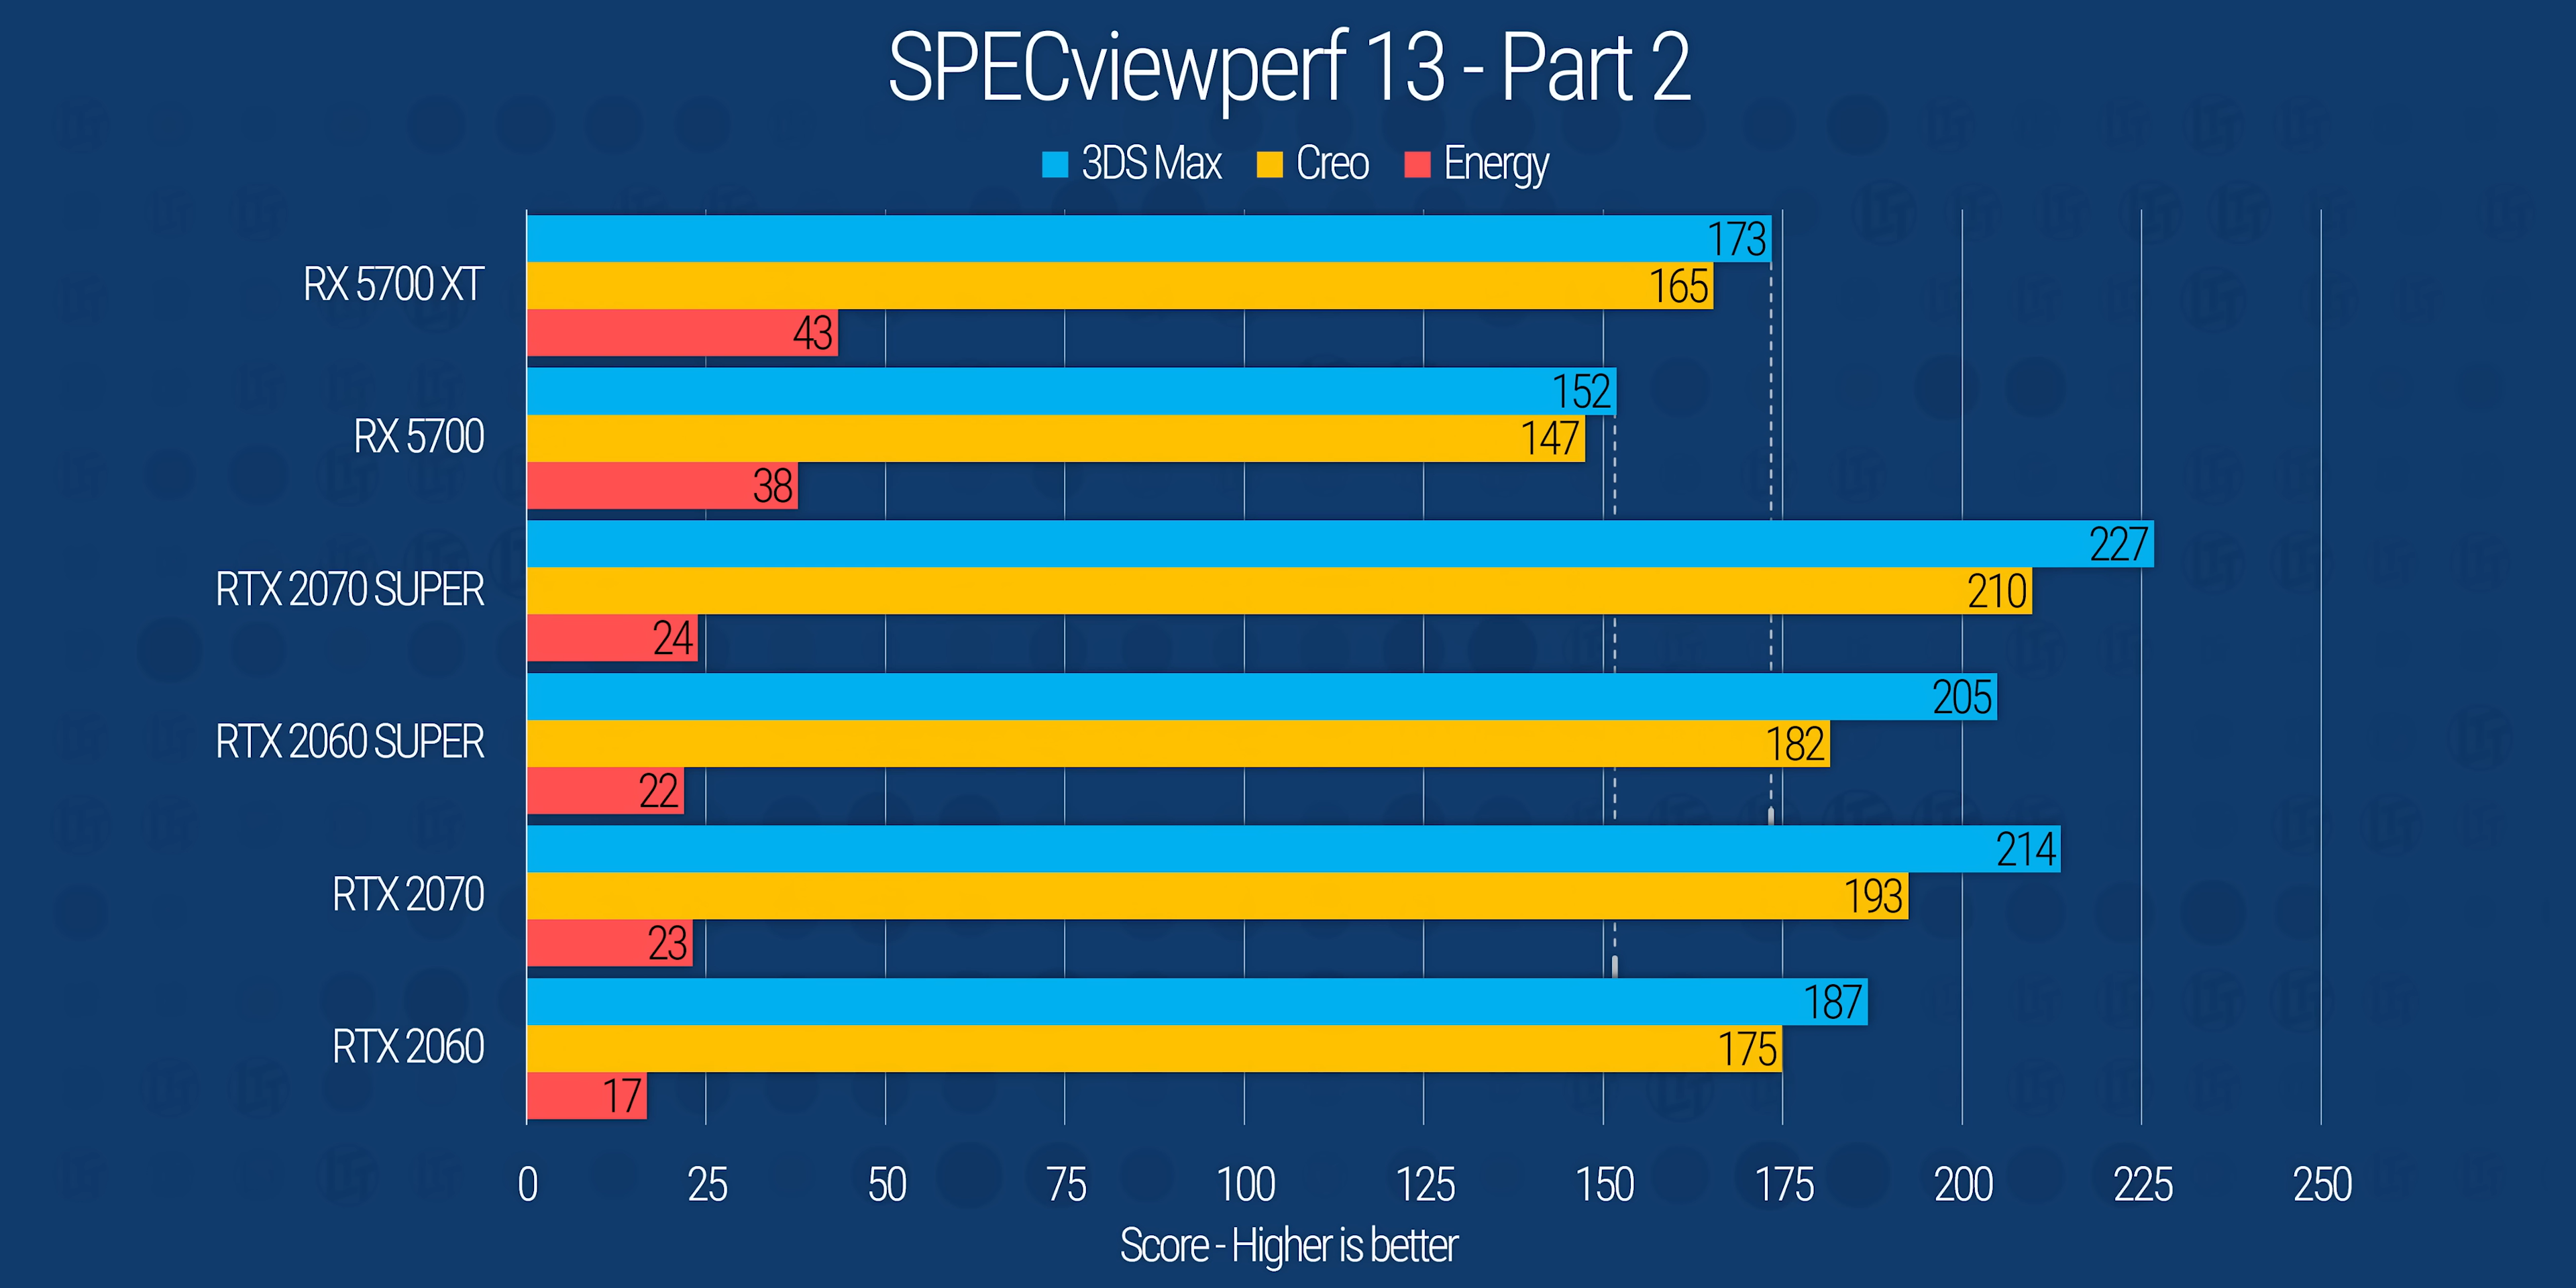 SPECviewperf 13 - Part 2
3DS Max Creo Energy
173
RX 5700 XT 165
43
152
RX 5700 147
38
227
RTX 2070 SUPER 210
24
205
RTX 2060 SUPER 182
22
214
RTX 2070 193
23
187
RTX 2060 175
17
0 25 50 75 100 125 150 175 200 225 250
Score - Higher is better